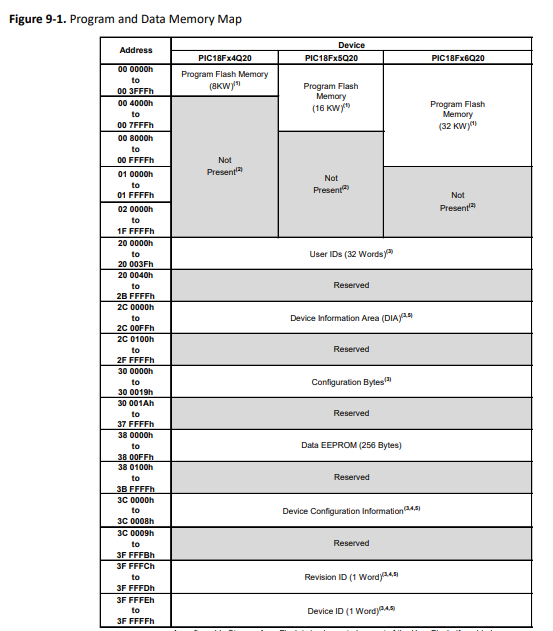 Figure 9-1. Program and Data Memory Map
Address
Device
PIC18Fx4Q20
PIC18Fx5Q20
PIC18Fx6Q20
00 0000h
to
00 3FFFh
Program Flash Memory
(8KW)(1)
Program Flash
Memory
(16 KW)(1)
Program Flash
Memory
(32 KW)(1)
00 4000h
to
00 7FFFh
Not
Present(2)
00 8000h
to
00 FFFFh
Not
Present(2)
01 0000h
to
01 FFFFh
Not
Present(2)
02 0000h
to
1F FFFFh
20 0000h
to
20 003Fh
User IDs (32 Words)(3)
20 0040h
to
2B FFFFh
Reserved
2C 0000h
to
2C 00FFh
Device Information Area (DIA)(3,5)
2C 0100h
to
2F FFFFh
Reserved
30 0000h
to
30 0019h
Configuration Bytes(3)
30 001Ah
to
37 FFFFh
Reserved
38 0000h
to
38 00FFh
Data EEPROM (256 Bytes)
38 0100h
to
3B FFFFh
Reserved
3C 0000h
to
3C 0008h
Device Configuration Information(3,4,5)
3C 0009h
to
3F FFFBh
Reserved
3F FFFCh
to
3F FFFDh
Revision ID (1 Word)(3,4,5)
3F FFFEh
to
3F FFFFh
Device ID (1 Word)(3,4,5)